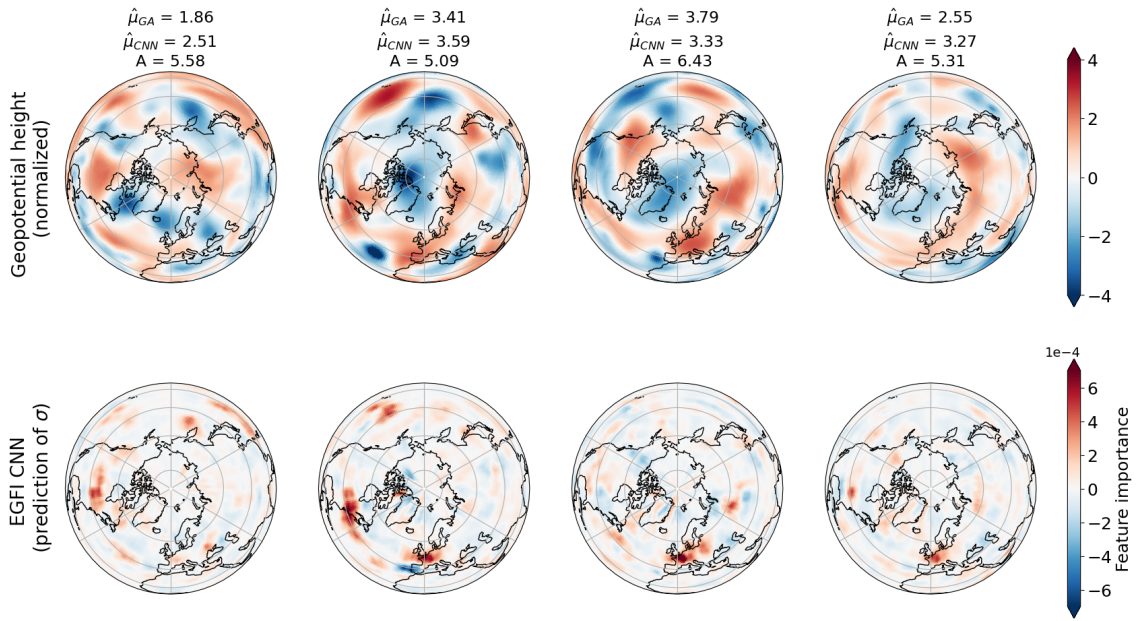 μ̂_GA = 1.86
μ̂_CNN = 2.51
A = 5.58
μ̂_GA = 3.41
μ̂_CNN = 3.59
A = 5.09
μ̂_GA = 3.79
μ̂_CNN = 3.33
A = 6.43
μ̂_GA = 2.55
μ̂_CNN = 3.27
A = 5.31
Geopotential height
(normalized)
4
2
0
−2
−4
EGFI CNN
(prediction of σ)
1e−4
6
4
2
0
−2
−4
−6
Feature importance